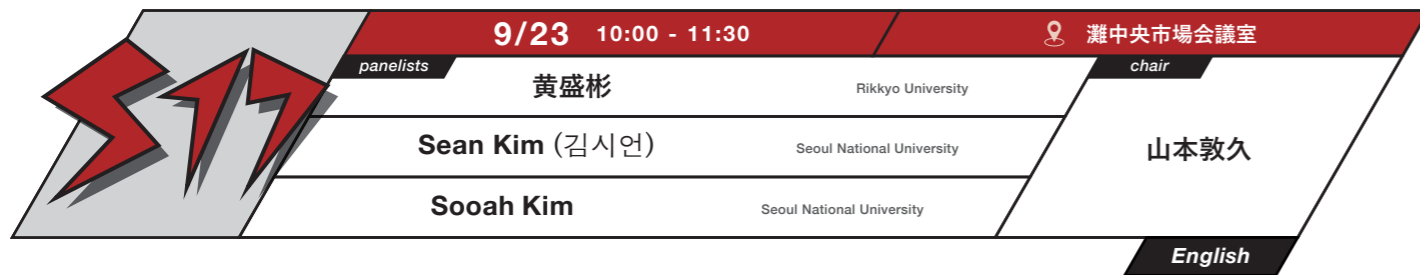 S17
9/23 10:00 - 11:30 灘中央市場会議室
panelists
chair
黄盛彬 Rikkyo University
Sean Kim (김시언) Seoul National University
山本敦久
Sooah Kim Seoul National University
English